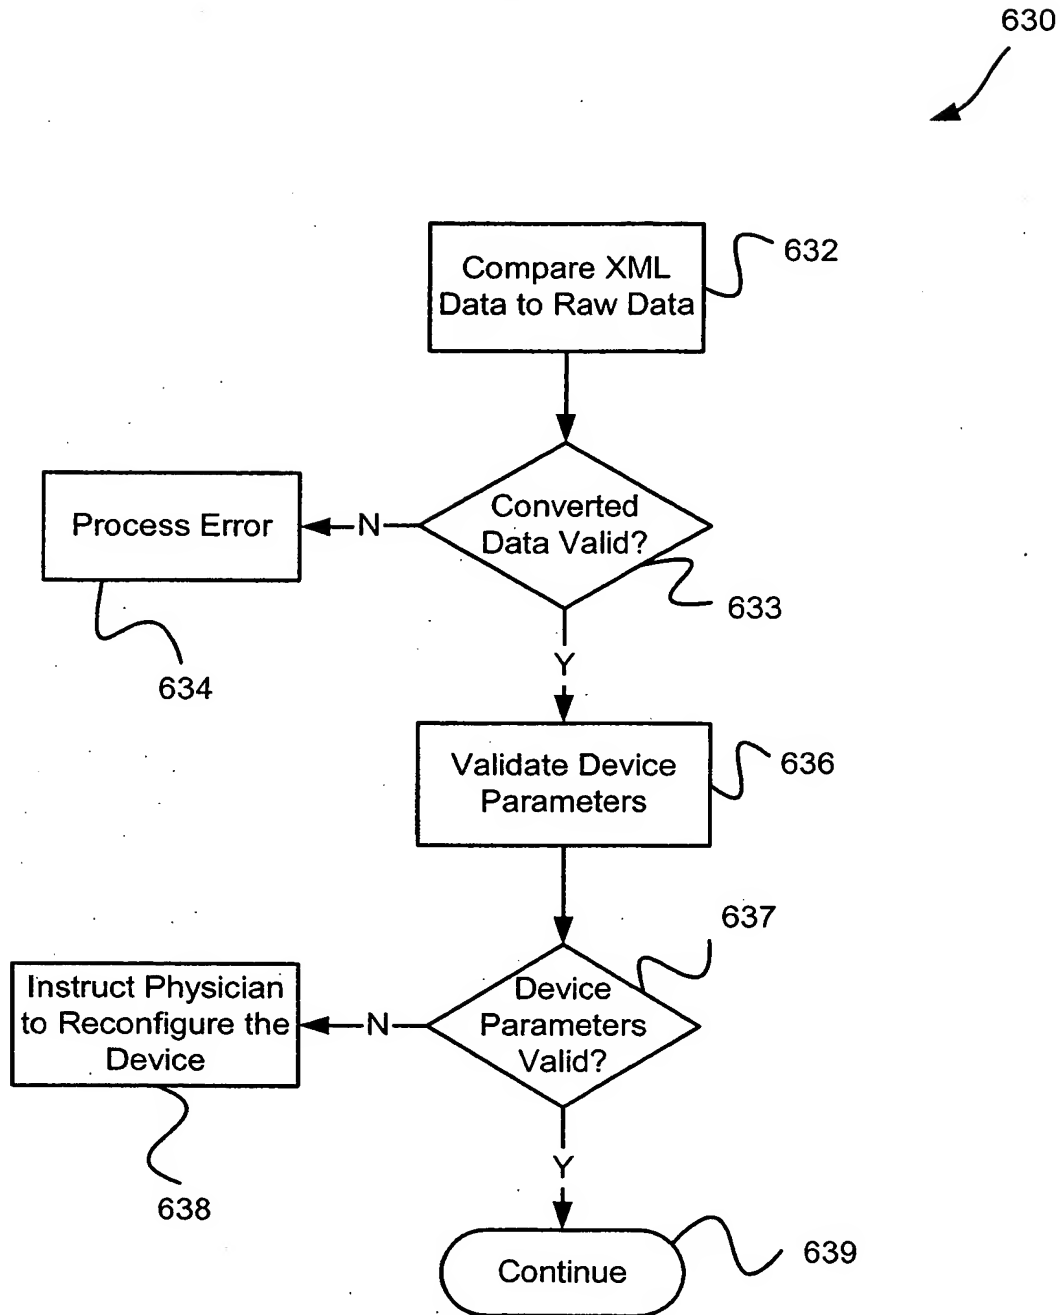 630
Compare XML
Data to Raw Data
632
Converted
Data Valid?
633
N
Process Error
634
Y
Validate Device
Parameters
636
637
Device
Parameters
Valid?
N
Instruct Physician
to Reconfigure the
Device
638
Y
Continue
639